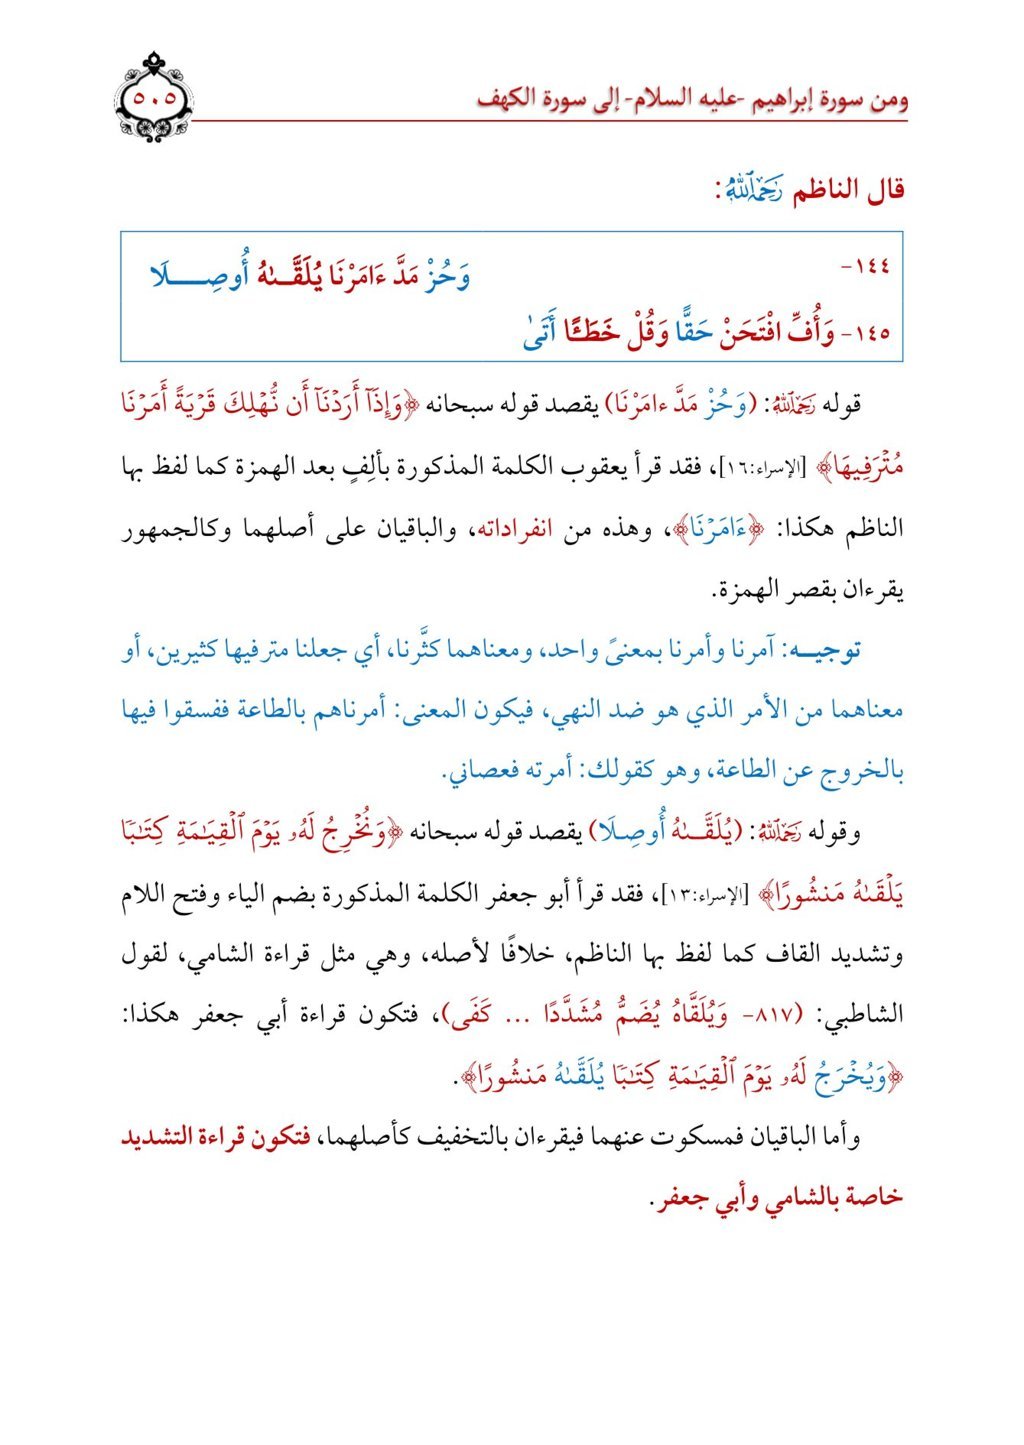 ومن سورة إبراهيم -عليه السلام- إلى سورة الكهف
٥٠٥
قال الناظم رَحِمَهُ ٱللَّهُ:
١٤٤- وَحُزْ مَدَّ ءَامَرْنَا يُلَقَّـٰهُ أُوصِـــلَا
١٤٥- وَأُفِّ افْتَحَنْ حَقًّا وَقُلْ خَطَـًٔا أَتَىٰ
قوله رَحِمَهُ ٱللَّهُ: (وَحُزْ مَدَّ ءامَرْنَا) يقصد قوله سبحانه ﴿وَإِذَآ أَرَدْنَآ أَن نُّهْلِكَ قَرْيَةً أَمَرْنَا
مُتْرَفِيهَا﴾ [الإسراء:١٦]، فقد قرأ يعقوب الكلمة المذكورة بألِفٍ بعد الهمزة كما لفظ بها
الناظم هكذا: ﴿ءَامَرْنَا﴾، وهذه من انفراداته، والباقيان على أصلهما وكالجمهور
يقرءان بقصر الهمزة.
توجيـــه: آمرنا وأمرنا بمعنىً واحد، ومعناهما كثَّرنا، أي جعلنا مترفيها كثيرين، أو
معناهما من الأمر الذي هو ضد النهي، فيكون المعنى: أمرناهم بالطاعة ففسقوا فيها
بالخروج عن الطاعة، وهو كقولك: أمرته فعصاني.
وقوله رَحِمَهُ ٱللَّهُ: (يُلَقَّـٰهُ أُوصِـلَا) يقصد قوله سبحانه ﴿وَنُخْرِجُ لَهُۥ يَوْمَ ٱلْقِيَـٰمَةِ كِتَـٰبًا
يَلْقَىٰهُ مَنشُورًا﴾ [الإسراء:١٣]، فقد قرأ أبو جعفر الكلمة المذكورة بضم الياء وفتح اللام
وتشديد القاف كما لفظ بها الناظم، خلافًا لأصله، وهي مثل قراءة الشامي، لقول
الشاطبي: (٨١٧- وَيُلَقَّاهُ يُضَمُّ مُشَدَّدًا ... كَفَى)، فتكون قراءة أبي جعفر هكذا:
﴿وَيُخْرَجُ لَهُۥ يَوْمَ ٱلْقِيَـٰمَةِ كِتَـٰبًا يُلَقَّىٰهُ مَنشُورًا﴾.
وأما الباقيان فمسكوت عنهما فيقرءان بالتخفيف كأصلهما، فتكون قراءة التشديد
خاصة بالشامي وأبي جعفر.